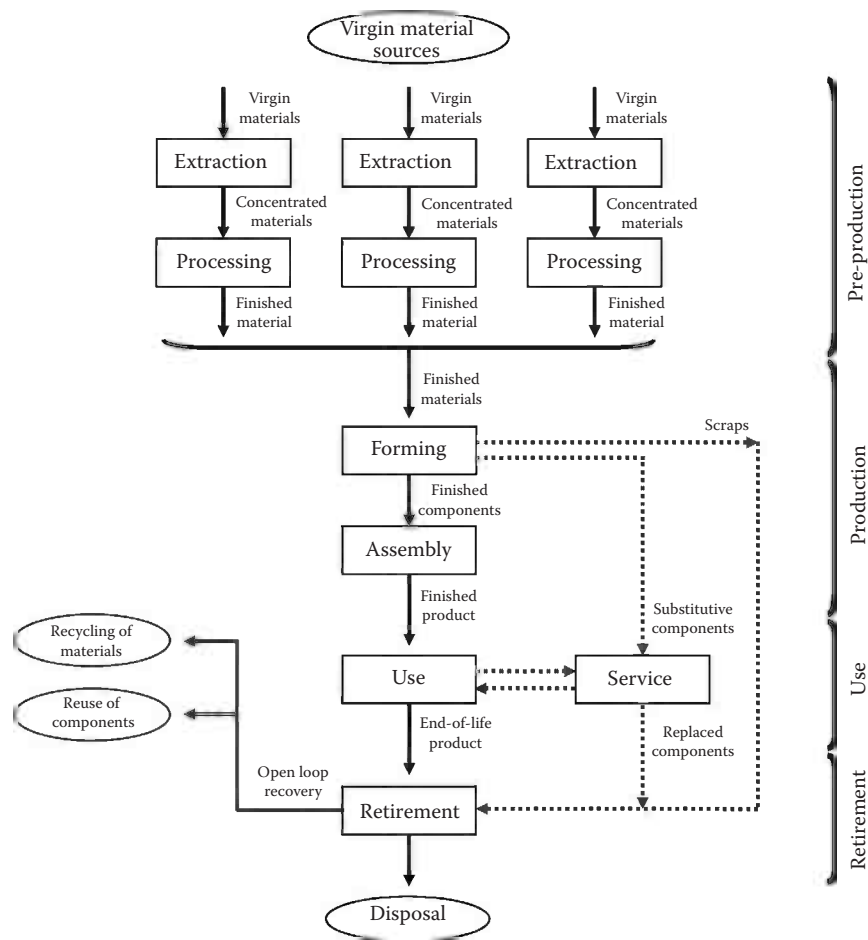 Virgin material
sources
Virgin
materials
Virgin
materials
Virgin
materials
Extraction
Extraction
Extraction
Concentrated
materials
Concentrated
materials
Concentrated
materials
Processing
Processing
Processing
Finished
material
Finished
material
Finished
material
Pre-production
Finished
materials
Scraps
Forming
Finished
components
Assembly
Production
Finished
product
Substitutive
components
Recycling of
materials
Use
Service
Use
Reuse of
components
End-of-life
product
Replaced
components
Open loop
recovery
Retirement
Retirement
Disposal